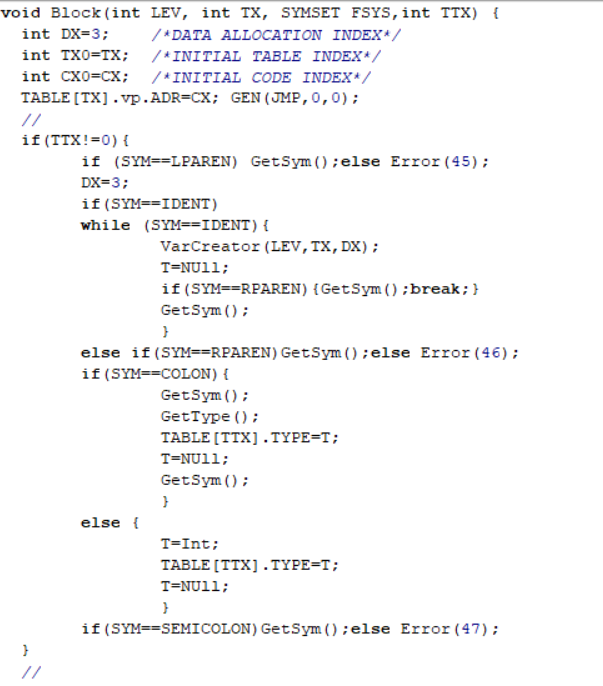 void Block(int LEV, int TX, SYMSET FSYS,int TTX) {
int DX=3; /*DATA ALLOCATION INDEX*/
int TX0=TX; /*INITIAL TABLE INDEX*/
int CX0=CX; /*INITIAL CODE INDEX*/
TABLE[TX].vp.ADR=CX; GEN(JMP,0,0);
//
if(TTX!=0){
if (SYM==LPAREN) GetSym();else Error(45);
DX=3;
if(SYM==IDENT)
while (SYM==IDENT){
VarCreator(LEV,TX,DX);
T=NUll;
if(SYM==RPAREN){GetSym();break;}
GetSym();
}
else if(SYM==RPAREN)GetSym();else Error(46);
if(SYM==COLON){
GetSym();
GetType();
TABLE[TTX].TYPE=T;
T=NUll;
GetSym();
}
else {
T=Int;
TABLE[TTX].TYPE=T;
T=NUll;
}
if(SYM==SEMICOLON)GetSym();else Error(47);
}
//